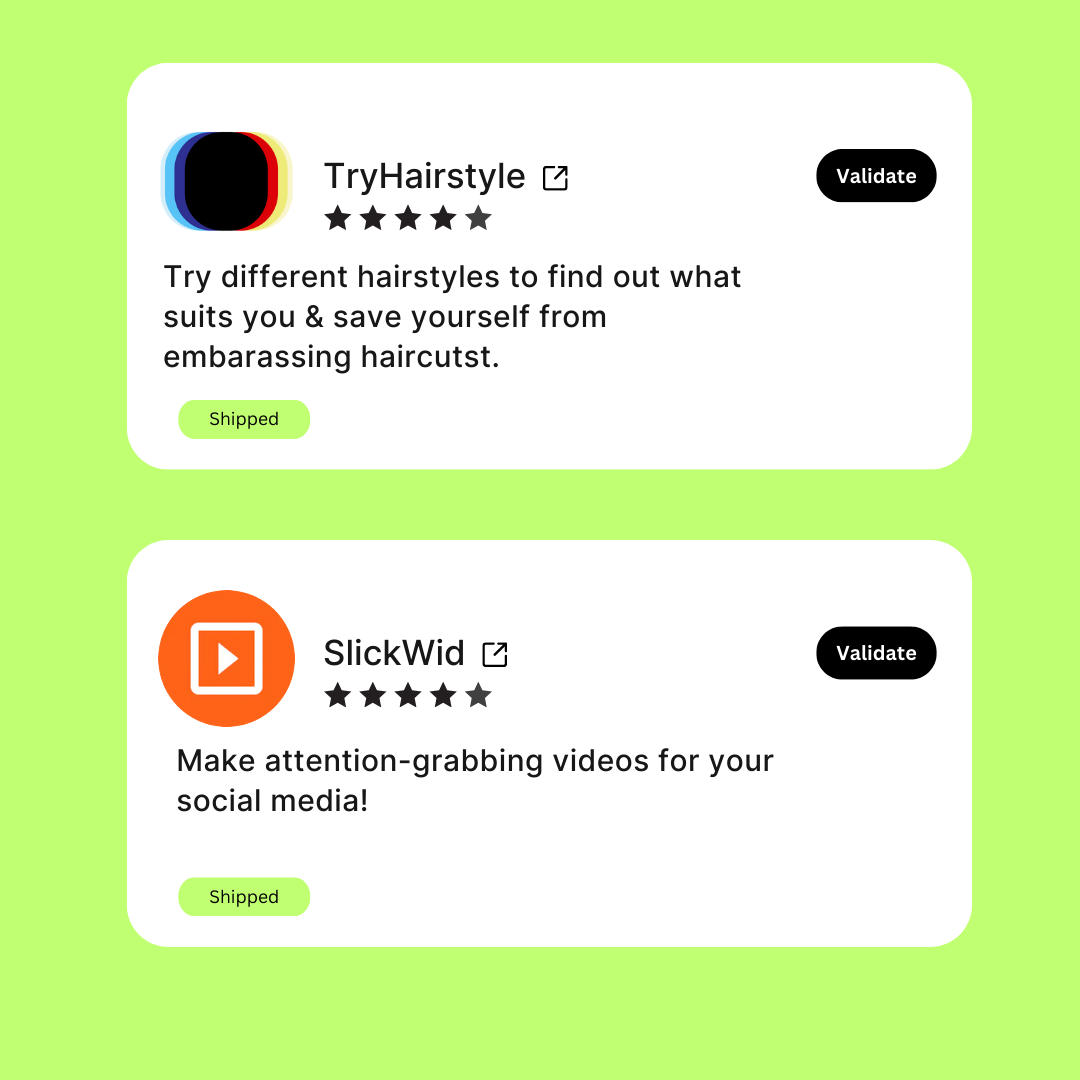 TryHairstyle
Validate
Try different hairstyles to find out what
suits you & save yourself from
embarassing haircutst.
Shipped
SlickWid
Validate
Make attention-grabbing videos for your
social media!
Shipped